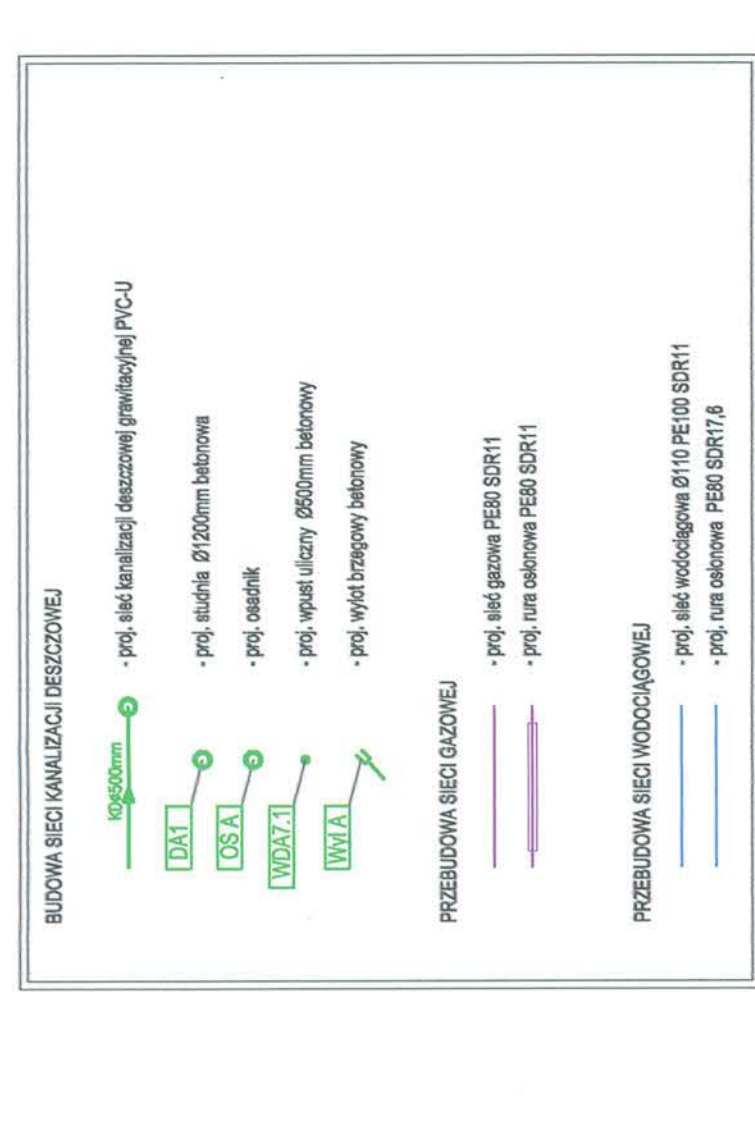 BUDOWA SIECI KANALIZACJI DESZCZOWEJ
KDø500mm - proj. sieć kanalizacji deszczowej grawitacyjnej PVC-U
DA1 - proj. studnia Ø1200mm betonowa
OS A - proj. osadnik
WDA7.1 - proj. wpust uliczny Ø500mm betonowy
Wyl A - proj. wylot brzegowy betonowy
PRZEBUDOWA SIECI GAZOWEJ
- proj. sieć gazowa PE80 SDR11
- proj. rura osłonowa PE80 SDR11
PRZEBUDOWA SIECI WODOCIĄGOWEJ
- proj. sieć wodociągowa Ø110 PE100 SDR11
- proj. rura osłonowa PE80 SDR17,6